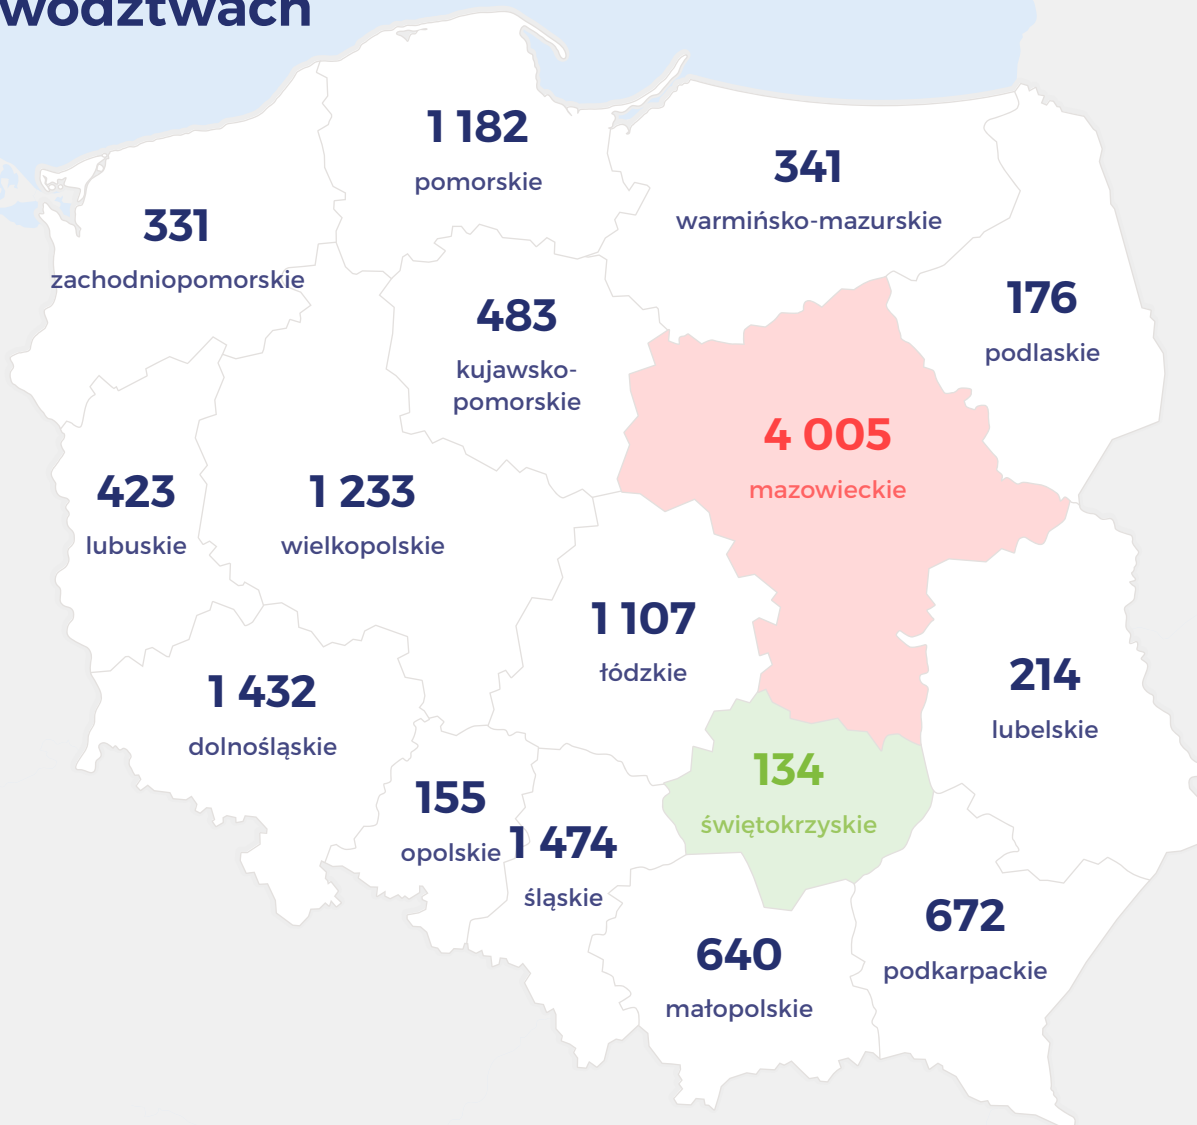 wództwach
1 182
pomorskie
341
warmińsko-mazurskie
331
zachodniopomorskie
176
podlaskie
483
kujawsko-
pomorskie
4 005
mazowieckie
423
lubuskie
1 233
wielkopolskie
1 107
łódzkie
214
lubelskie
1 432
dolnośląskie
134
świętokrzyskie
155
opolskie
1 474
śląskie
672
podkarpackie
640
małopolskie